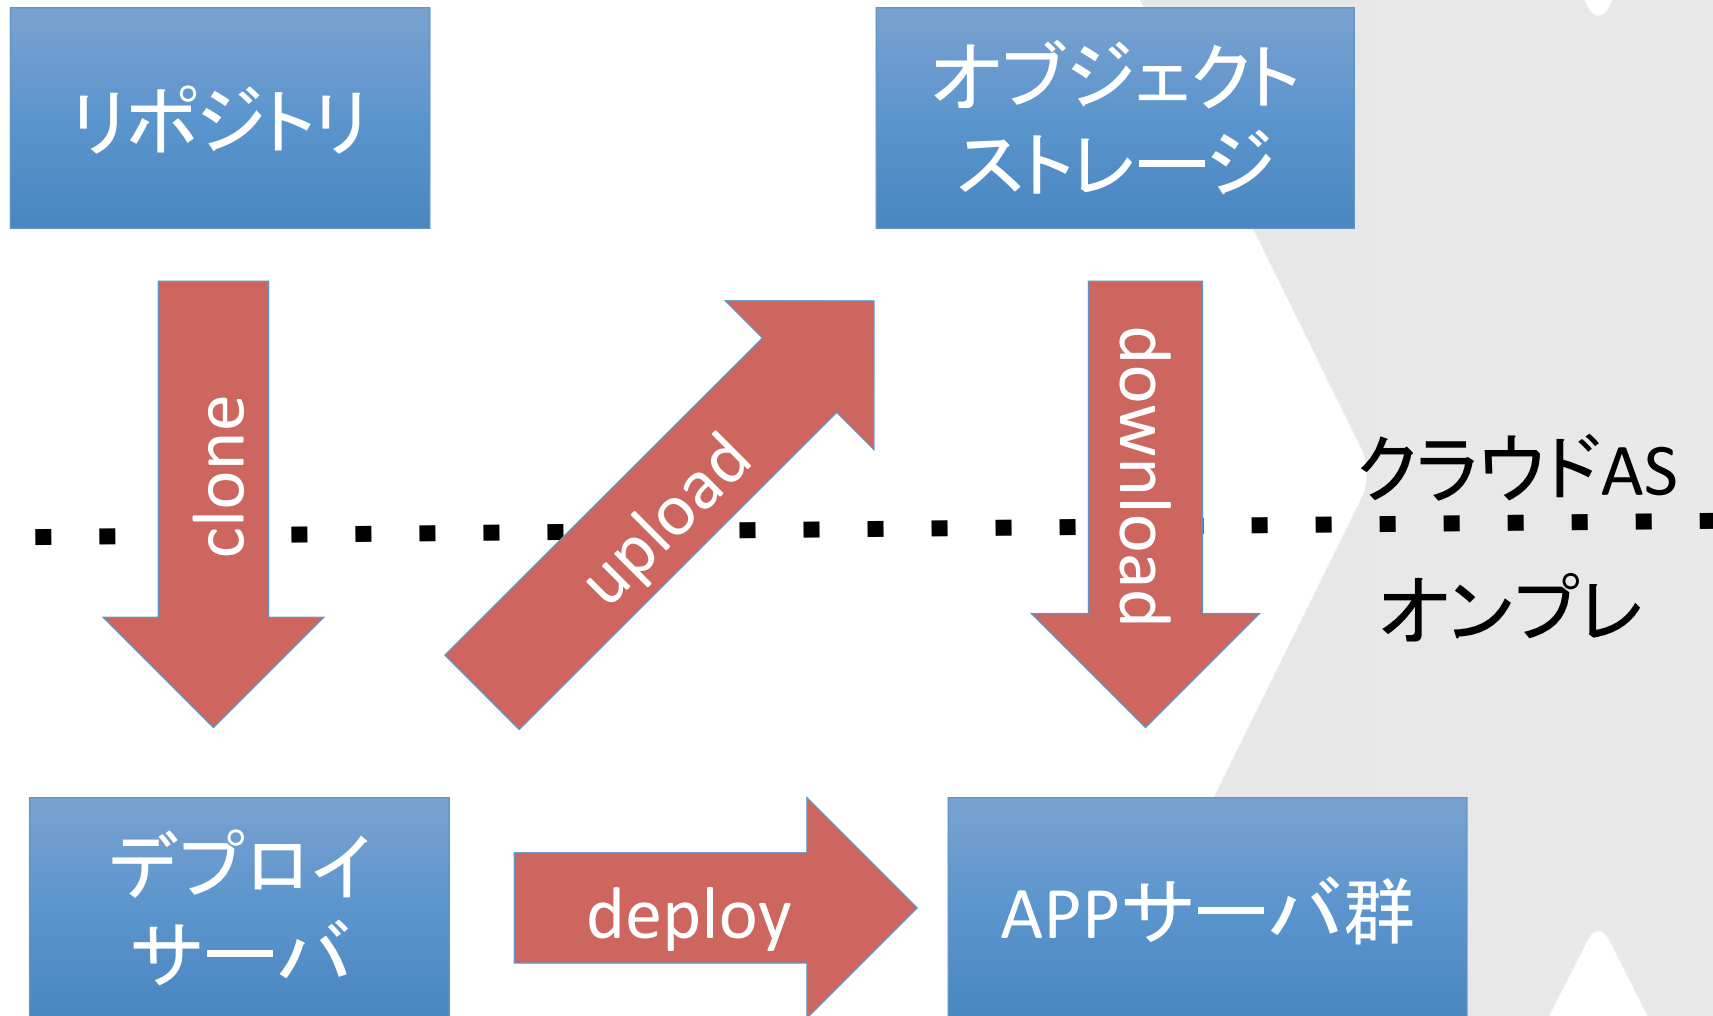 リポジトリ
オブジェクト
ストレージ
clone
upload
download
クラウドAS
オンプレ
デプロイ
サーバ
deploy
APPサーバ群